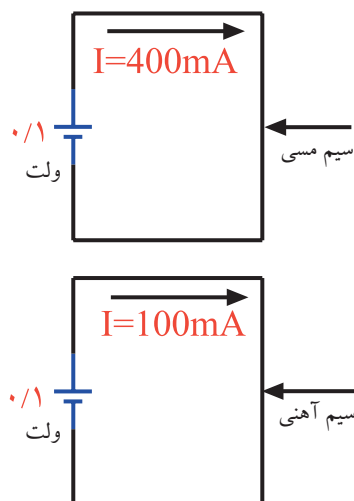 I=400mA
۰/۱
ولت
سیم مسی
I=100mA
۰/۱
ولت
سیم آهنی